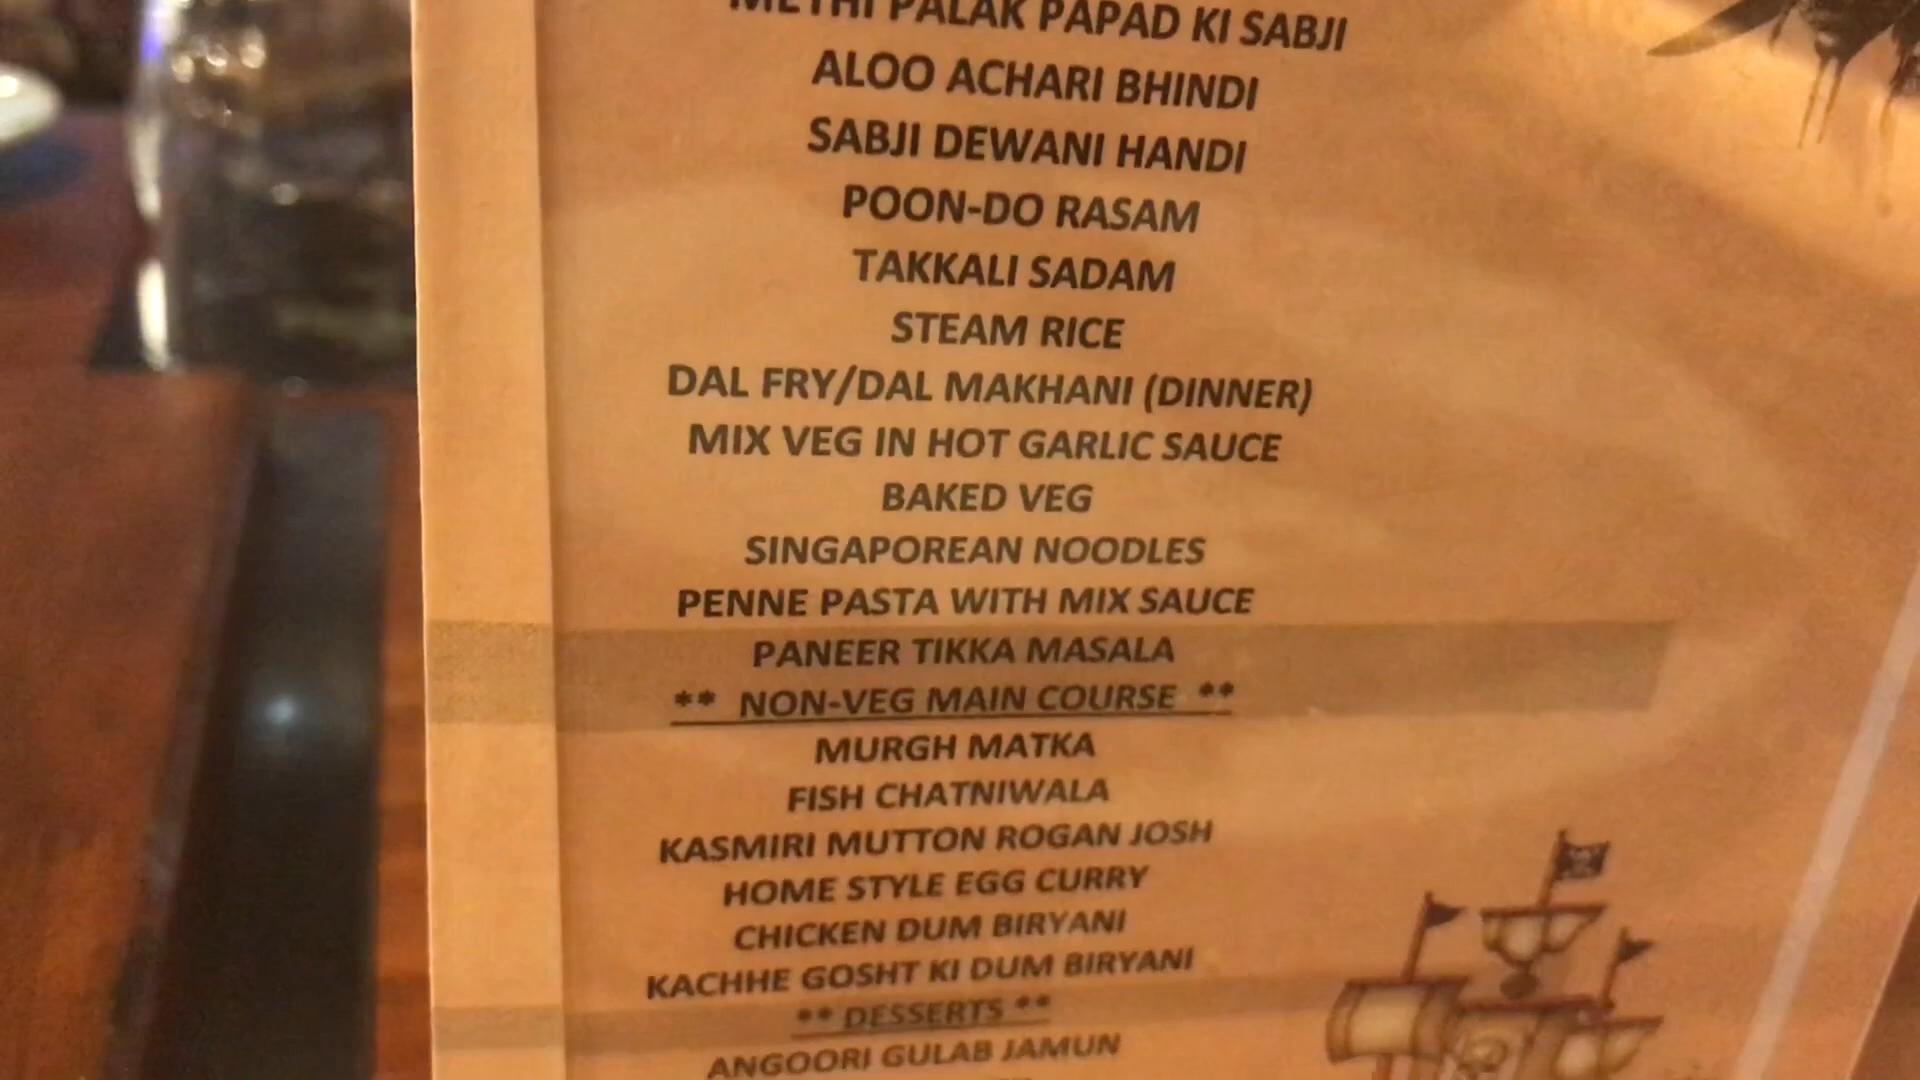 METHI PALAK PAPAD KI SABJI
ALOO ACHARI BHINDI
SABJI DEWANI HANDI
POON-DO RASAM
TAKKALI SADAM
STEAM RICE
DAL FRY/DAL MAKHANI (DINNER)
MIX VEG IN HOT GARLIC SAUCE
BAKED VEG
SINGAPOREAN NOODLES
PENNE PASTA WITH MIX SAUCE
PANEER TIKKA MASALA
** NON-VEG MAIN COURSE **
MURGH MATKA
FISH CHATNIWALA
KASMIRI MUTTON ROGAN JOSH
HOME STYLE EGG CURRY
CHICKEN DUM BIRYANI
KACHHE GOSHT KI DUM BIRYANI
** DESSERTS **
ANGOORI GULAB JAMUN